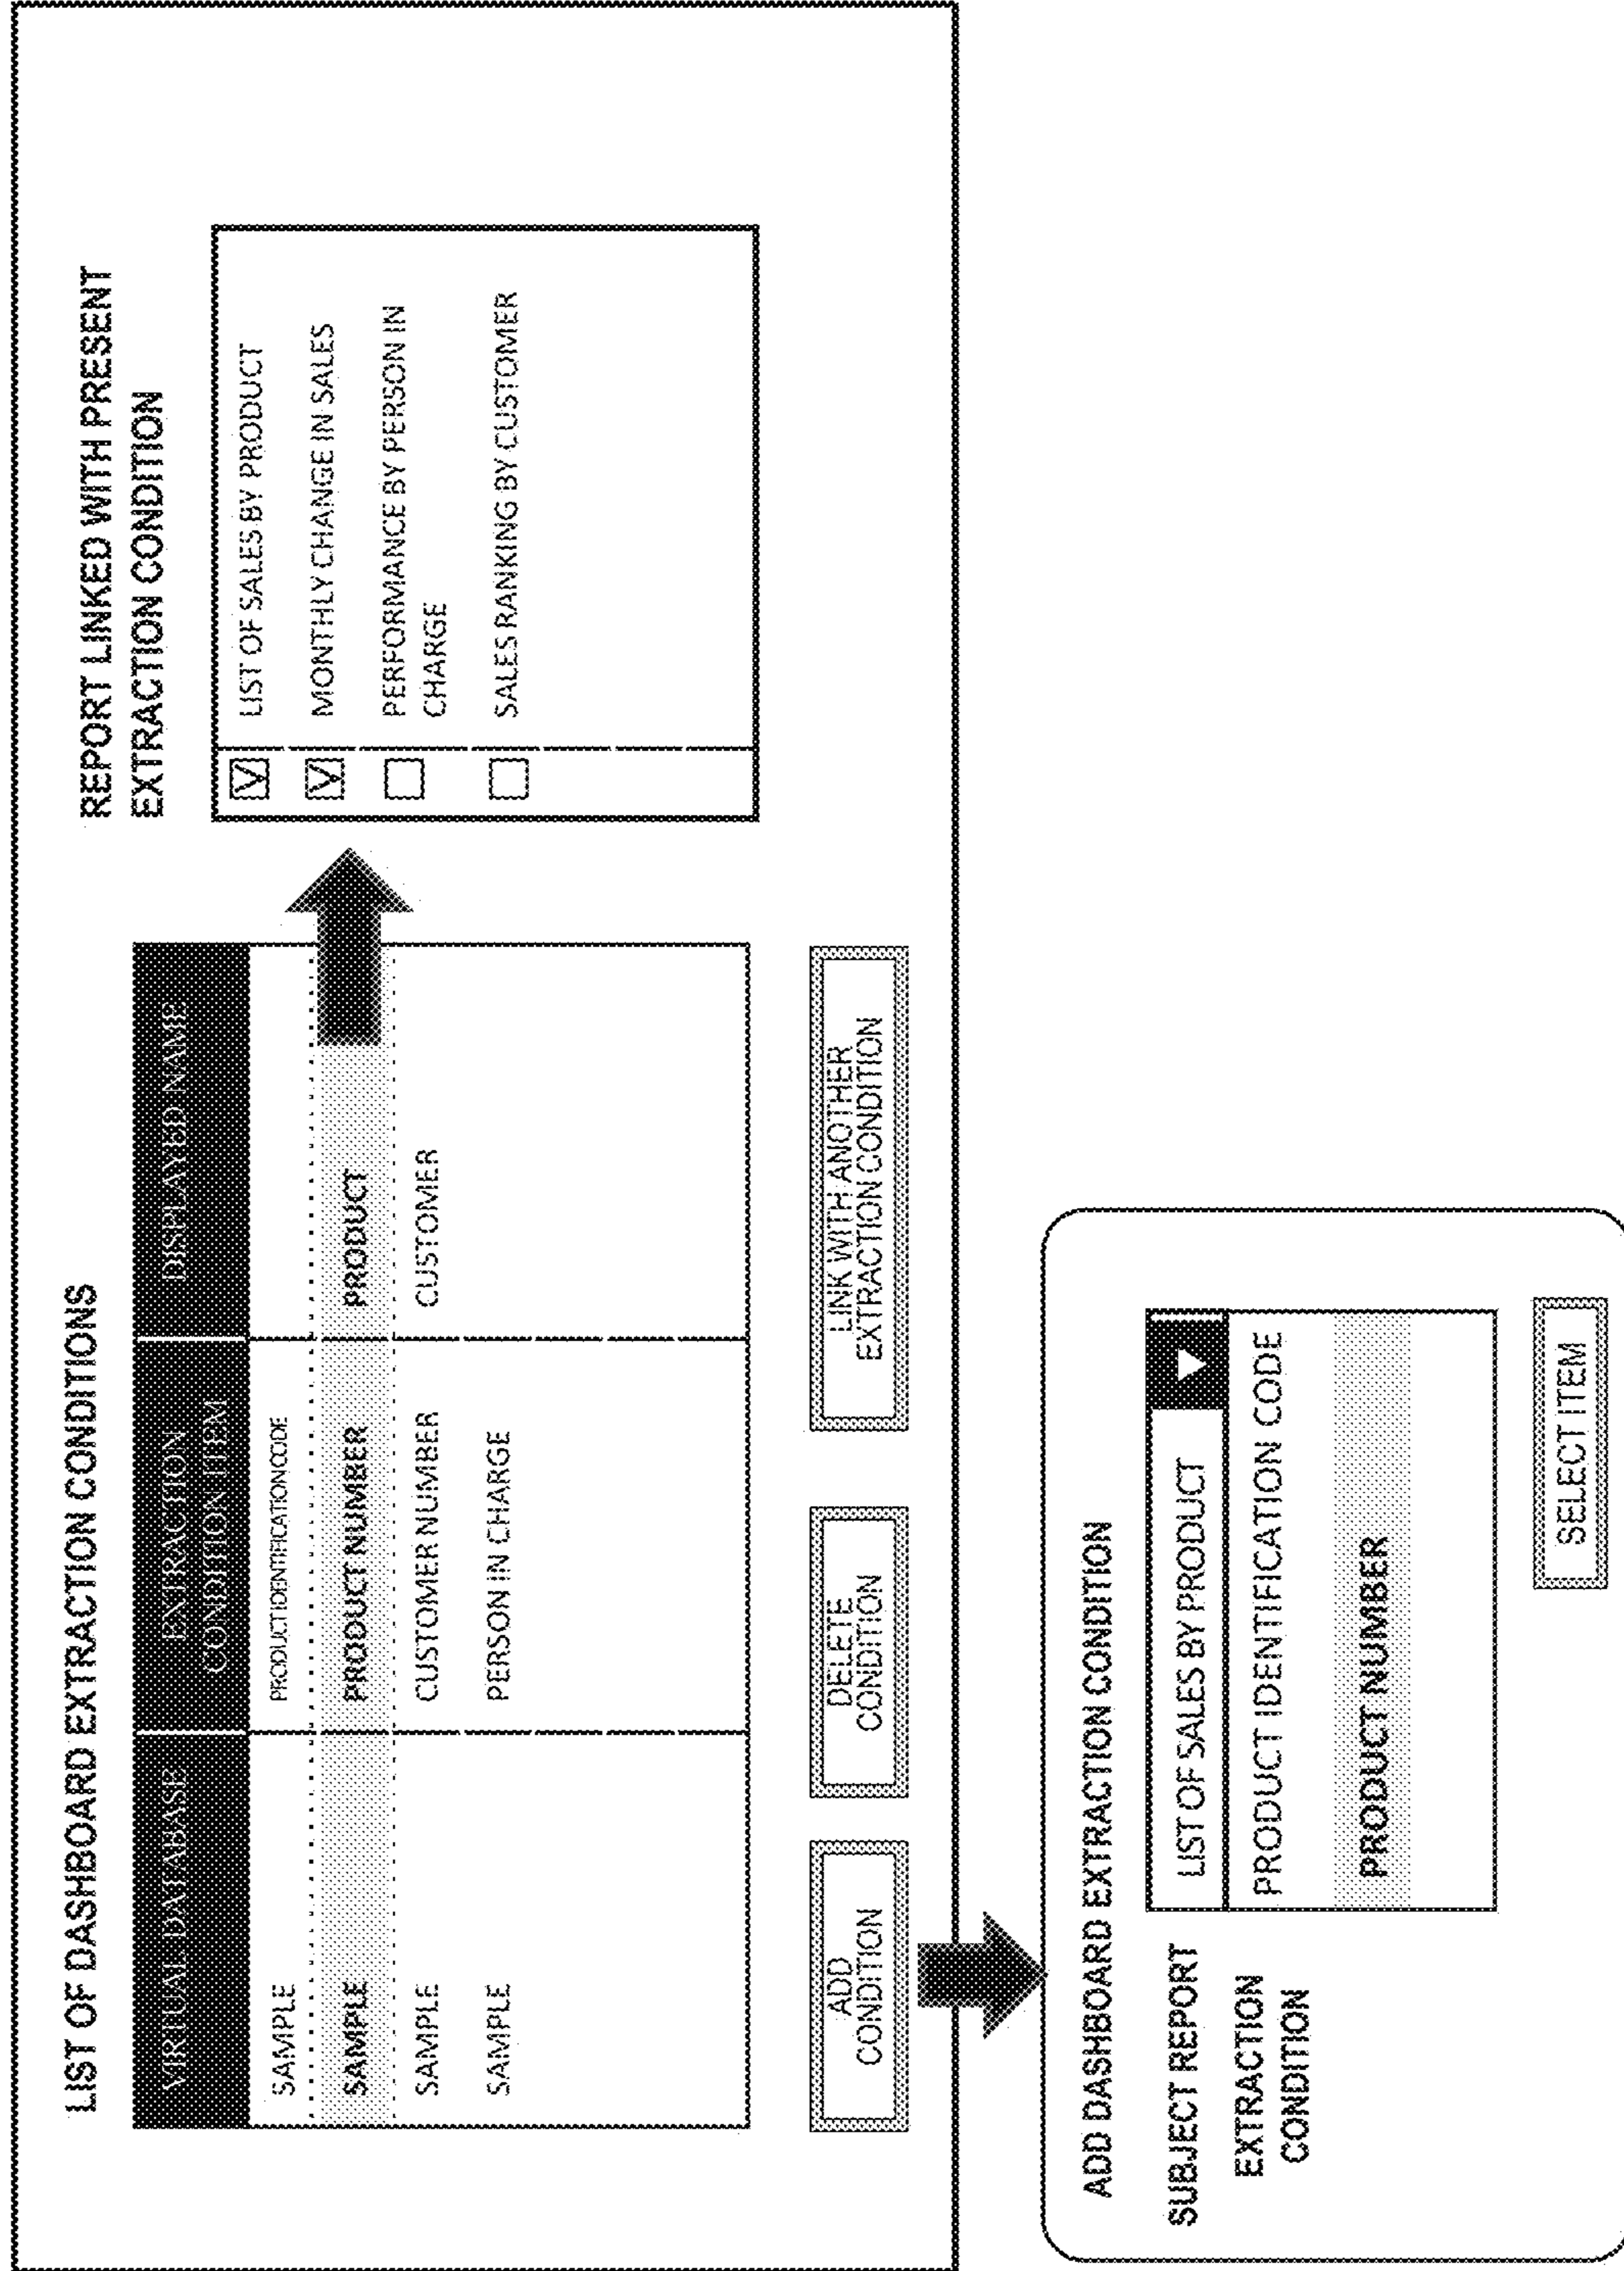 LIST OF DASHBOARD EXTRACTION CONDITIONS
VIRTUAL DATABASE
EXTRACTION
CONDITION ITEM
DISPLAYED NAME
SAMPLE
PRODUCT IDENTIFICATION CODE
SAMPLE
PRODUCT NUMBER
PRODUCT
SAMPLE
CUSTOMER NUMBER
CUSTOMER
SAMPLE
PERSON IN CHARGE
ADD
CONDITION
DELETE
CONDITION
LINK WITH ANOTHER
EXTRACTION CONDITION
REPORT LINKED WITH PRESENT
EXTRACTION CONDITION
LIST OF SALES BY PRODUCT
MONTHLY CHANGE IN SALES
PERFORMANCE BY PERSON IN
CHARGE
SALES RANKING BY CUSTOMER
ADD DASHBOARD EXTRACTION CONDITION
SUBJECT REPORT
LIST OF SALES BY PRODUCT
EXTRACTION
CONDITION
PRODUCT IDENTIFICATION CODE
PRODUCT NUMBER
SELECT ITEM